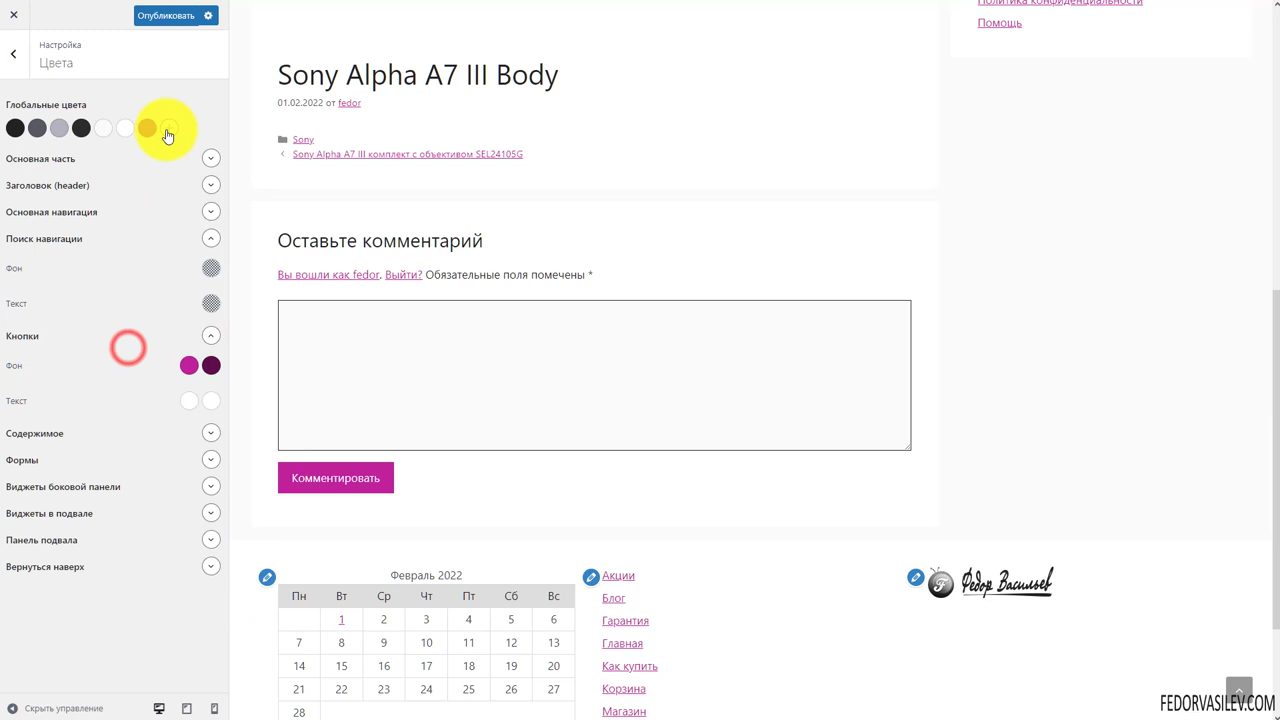 Опубликовать
Настройка
Цвета
Глобальные цвета
Основная часть
Заголовок (header)
Основная навигация
Поиск навигации
Фон
Текст
Кнопки
Фон
Текст
Содержимое
Формы
Виджеты боковой панели
Виджеты в подвале
Панель подвала
Вернуться наверх
Скрыть управление
Политика конфиденциальности
Помощь
Sony Alpha A7 III Body
01.02.2022 от fedor
Sony
Sony Alpha A7 III комплект с объективом SEL24105G
Оставьте комментарий
Вы вошли как fedor. Выйти? Обязательные поля помечены *
Комментировать
Февраль 2022
Пн Вт Ср Чт Пт Сб Вс
1 2 3 4 5 6
7 8 9 10 11 12 13
14 15 16 17 18 19 20
21 22 23 24 25 26 27
28
Акции
Блог
Гарантия
Главная
Как купить
Корзина
Магазин
Федор Васильев
FEDORVASILEV.COM